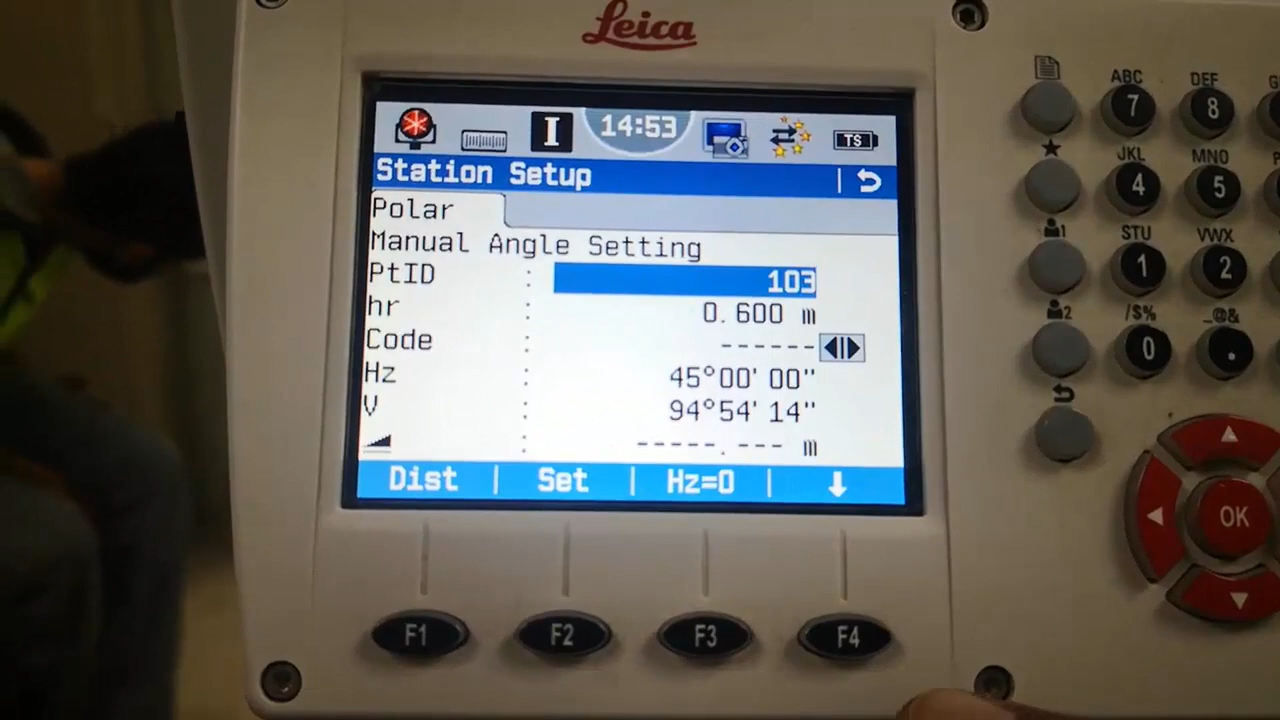 Leica
I 14:53 TS
Station Setup
Polar
Manual Angle Setting
PtID : 103
hr : 0.600 m
Code : ------
Hz : 45°00'00"
V : 94°54'14"
: -----.--- m
Dist | Set | Hz=0 | ↓
F1 F2 F3 F4
ABC DEF
7 8
JKL MNO
4 5
1 STU VWX
1 2
2 /$% _@&
0 .
OK